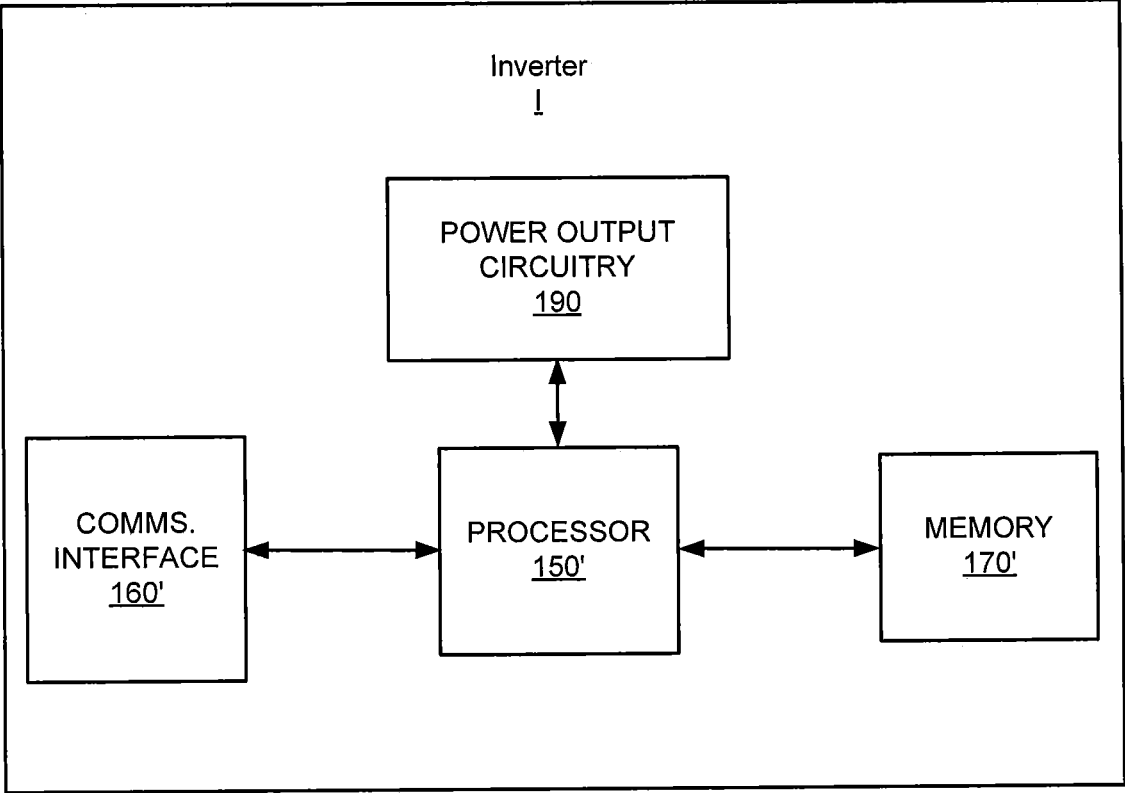 Inverter
I
POWER OUTPUT
CIRCUITRY
190
COMMS.
INTERFACE
160'
PROCESSOR
150'
MEMORY
170'